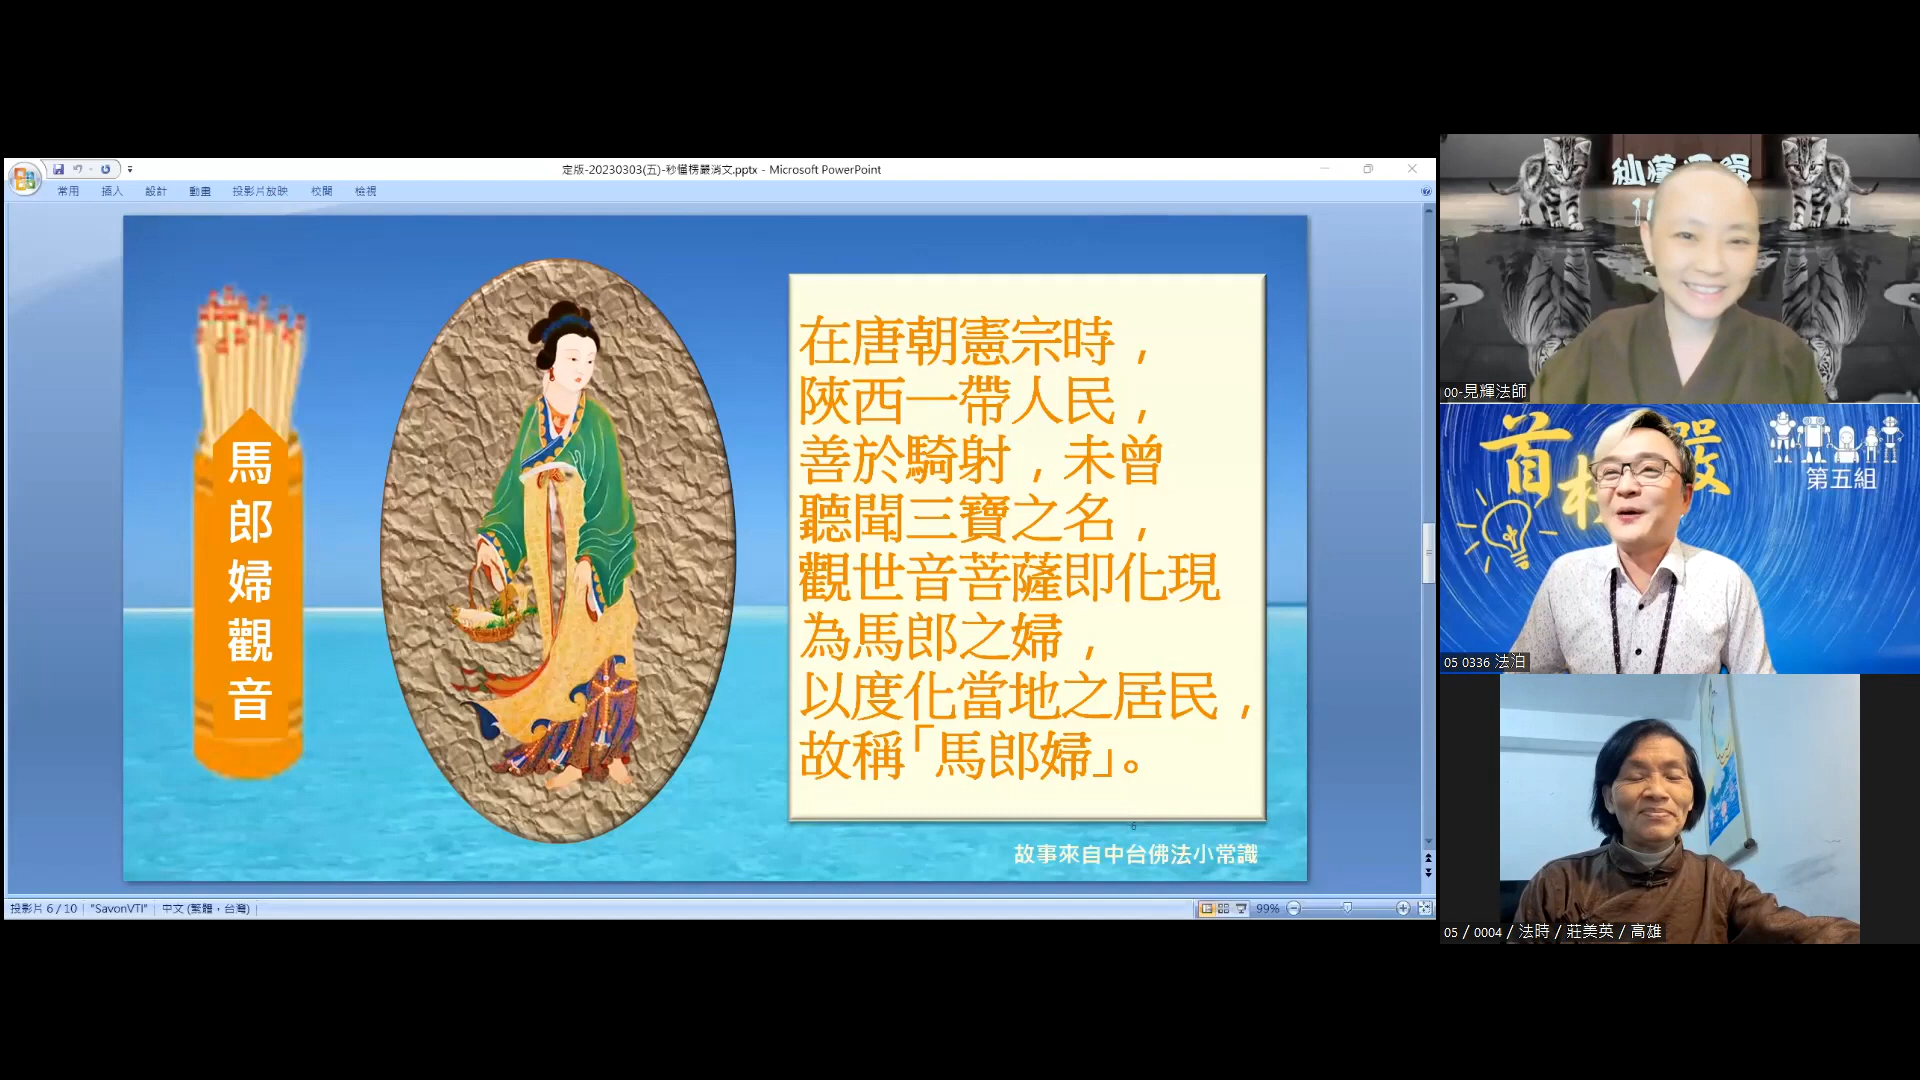 定版-20230303(五)-秒懂楞嚴消文.pptx - Microsoft PowerPoint
常用 插入 設計 動畫 投影片放映 校閱 檢視
馬郎婦觀音
在唐朝憲宗時，
陝西一帶人民，
善於騎射，未曾
聽聞三寶之名，
觀世音菩薩即化現
為馬郎之婦，
以度化當地之居民，
故稱「馬郎婦」。
6
故事來自中台佛法小常識
投影片 6 / 10 "SavonVTI" 中文 (繁體，台灣)
99%
00-見輝法師
首楞嚴
第五組
05 0336 法泊
05 / 0004 / 法時 / 莊美英 / 高雄